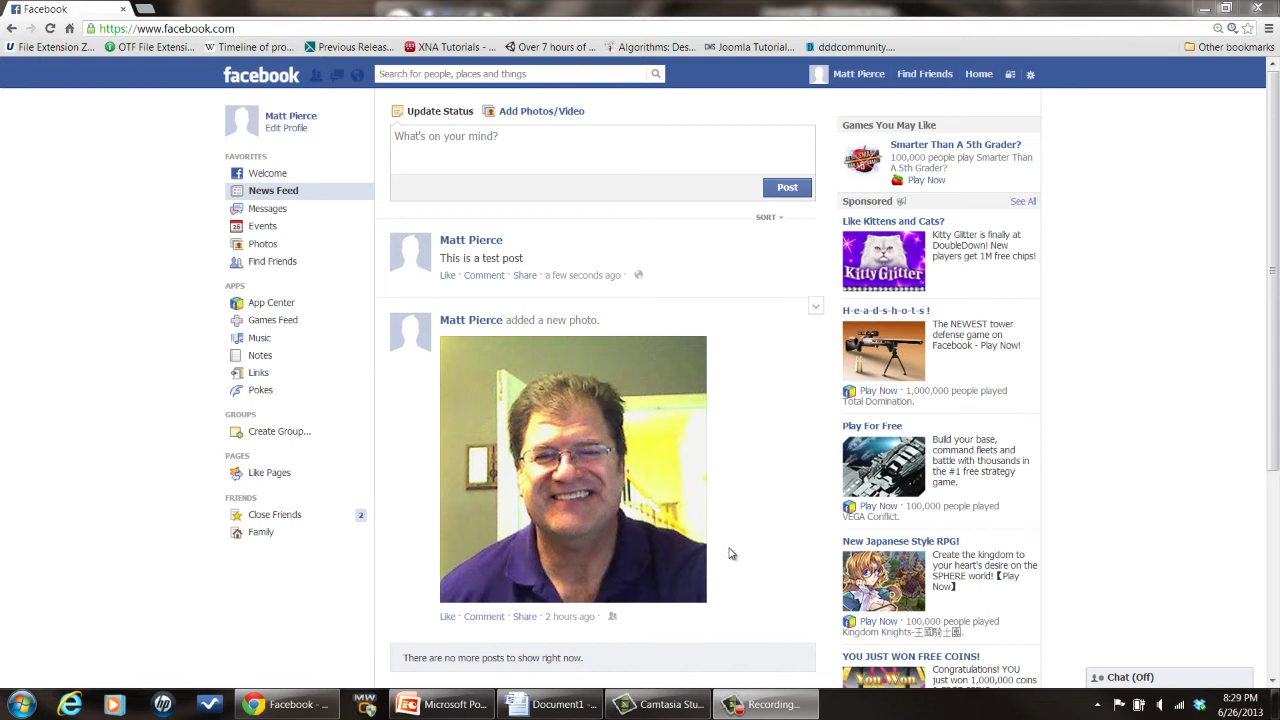 Facebook
https://www.facebook.com
File Extension Z... OTF File Extensi... Timeline of prog... Previous Releas... XNA Tutorials - ... Over 7 hours of ... Algorithms: Des... Joomla Tutorial... dddcommunity... Other bookmarks
facebook Search for people, places and things Matt Pierce Find Friends Home
Matt Pierce
Edit Profile
FAVORITES
Welcome
News Feed
Messages
Events
Photos
Find Friends
APPS
App Center
Games Feed
Music
Notes
Links
Pokes
GROUPS
Create Group...
PAGES
Like Pages
FRIENDS
Close Friends 2
Family
Update Status Add Photos/Video
What's on your mind?
Post
SORT
Matt Pierce
This is a test post
Like · Comment · Share · a few seconds ago ·
Matt Pierce added a new photo.
Like · Comment · Share · 2 hours ago ·
There are no more posts to show right now.
Games You May Like
Smarter Than A 5th Grader?
100,000 people play Smarter Than
A 5th Grader?
Play Now
Sponsored See All
Like Kittens and Cats?
Kitty Glitter is finally at
DoubleDown! New
players get 1M free chips!
Kitty Glitter
H-e-a-d-s-h-o-t-s !
The NEWEST tower
defense game on
Facebook - Play Now!
Play Now · 1,000,000 people played
Total Domination.
Play For Free
Build your base,
command fleets and
battle with thousands in
the #1 free strategy
game.
Play Now · 100,000 people played
VEGA Conflict.
New Japanese Style RPG!
Create the kingdom to
your heart's desire on the
SPHERE world!【Play
Now】
Play Now · 100,000 people played
Kingdom Knights-王國騎士團.
YOU JUST WON FREE COINS!
Congratulations! YOU
just won 1,000,000 coins
You Won
Chat (Off)
Facebook - ... Microsoft Po... Document1 - ... Camtasia Stu... Recording...
8:29 PM
6/26/2013